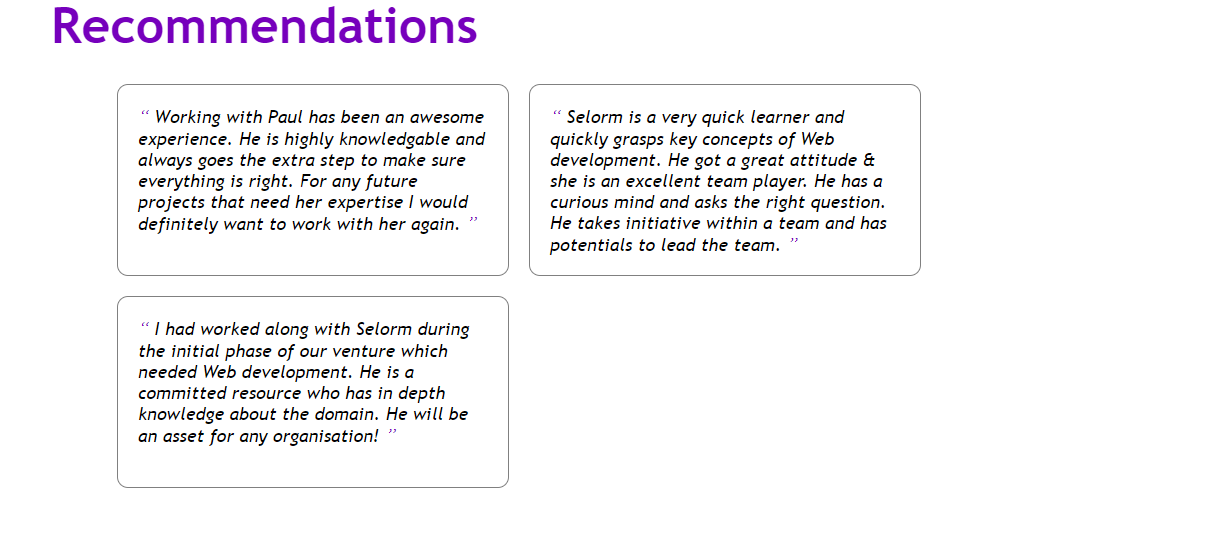 Recommendations
“ Working with Paul has been an awesome
experience. He is highly knowledgable and
always goes the extra step to make sure
everything is right. For any future
projects that need her expertise I would
definitely want to work with her again. ”
“ Selorm is a very quick learner and
quickly grasps key concepts of Web
development. He got a great attitude &
she is an excellent team player. He has a
curious mind and asks the right question.
He takes initiative within a team and has
potentials to lead the team. ”
“ I had worked along with Selorm during
the initial phase of our venture which
needed Web development. He is a
committed resource who has in depth
knowledge about the domain. He will be
an asset for any organisation! ”